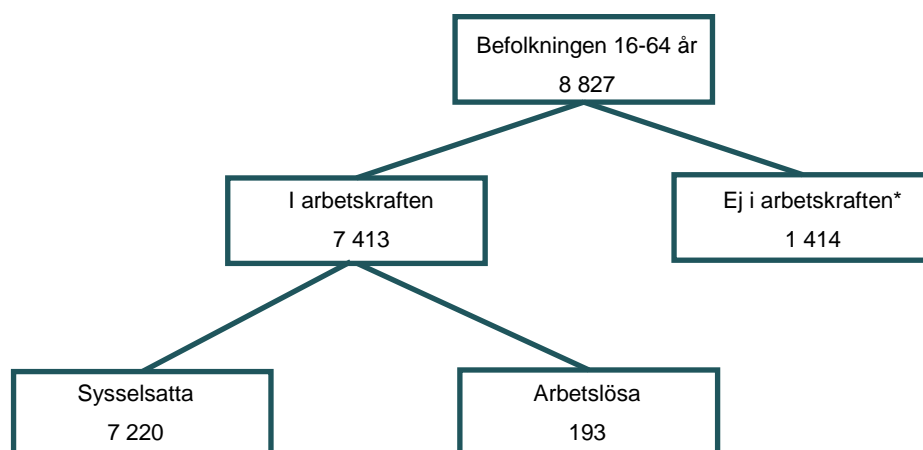 Befolkningen 16-64 år
8 827
I arbetskraften
7 413
Ej i arbetskraften*
1 414
Sysselsatta
7 220
Arbetslösa
193